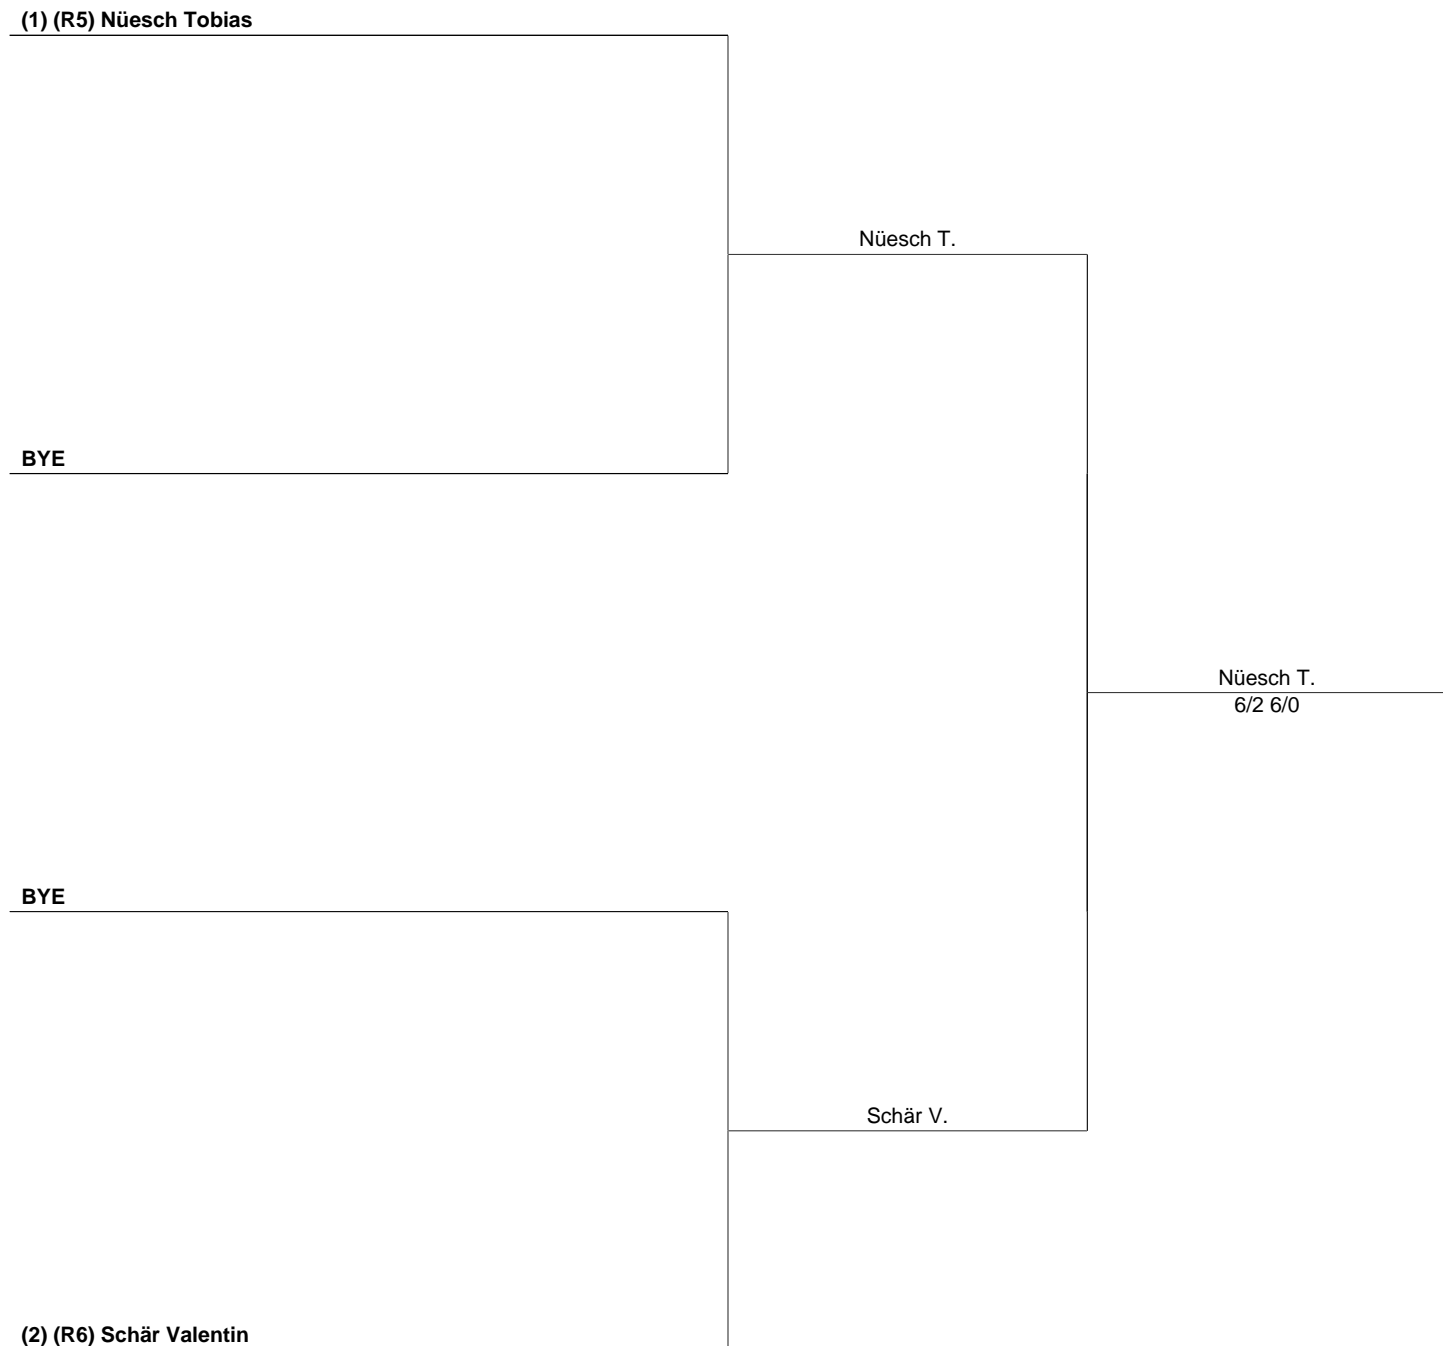 (1) (R5) Nüesch Tobias
Nüesch T.
BYE
Nüesch T.
6/2 6/0
BYE
Schär V.
(2) (R6) Schär Valentin